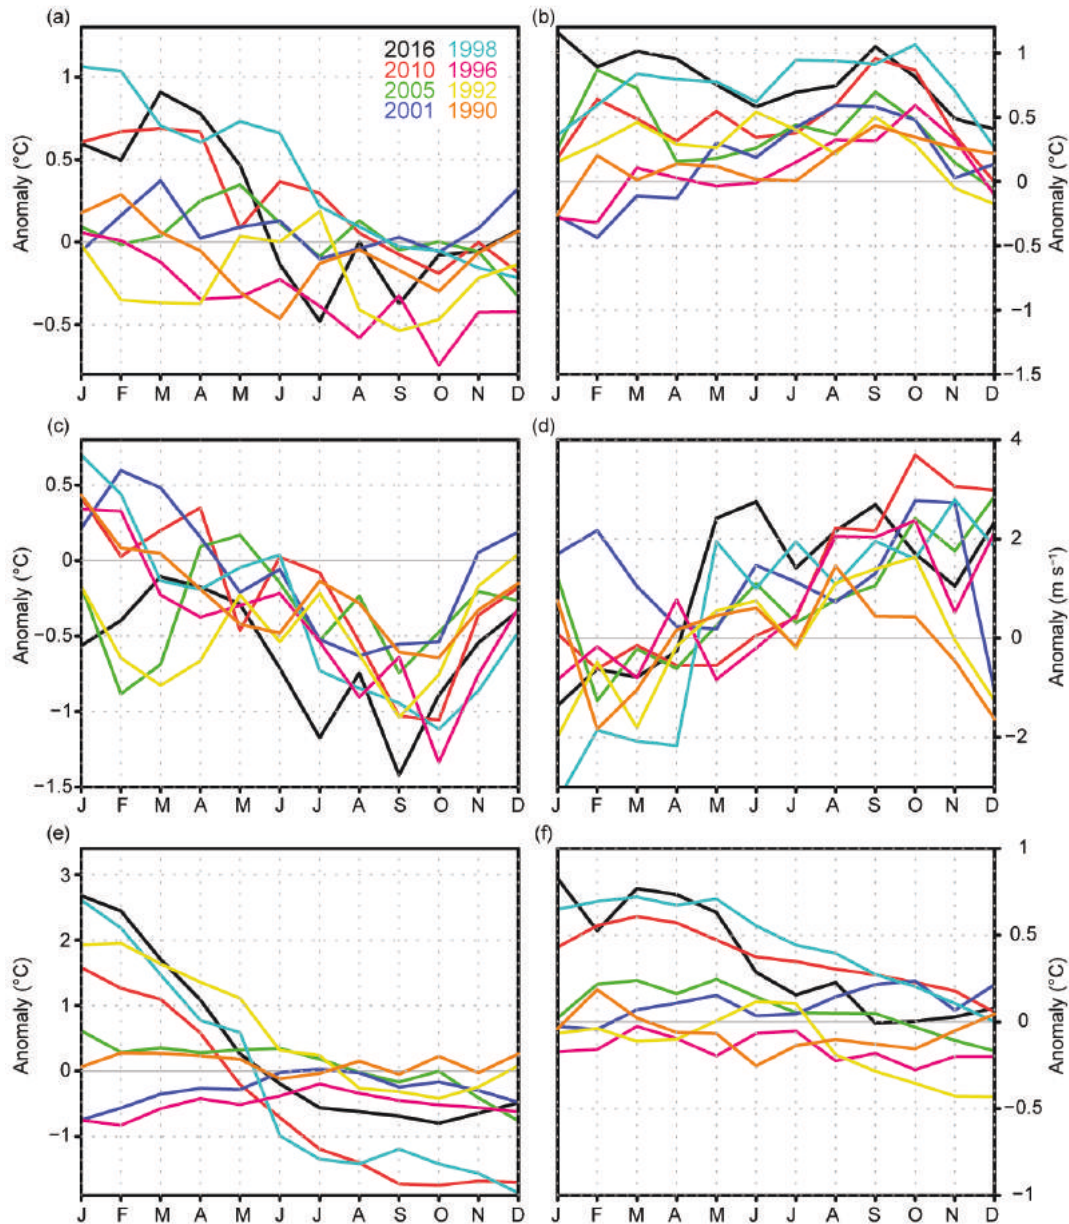 (a)
(b)
2016 1998
2010 1996
2005 1992
2001 1990
Anomaly (°C)
1
0.5
0
−0.5
J F M A M J J A S O N D
1
0.5
0
−0.5
−1
−1.5
Anomaly (°C)
J F M A M J J A S O N D
(c)
(d)
Anomaly (°C)
0.5
0
−0.5
−1
−1.5
J F M A M J J A S O N D
4
2
0
−2
Anomaly (m s⁻¹)
J F M A M J J A S O N D
(e)
(f)
Anomaly (°C)
3
2
1
0
−1
J F M A M J J A S O N D
1
0.5
0
−0.5
−1
Anomaly (°C)
J F M A M J J A S O N D